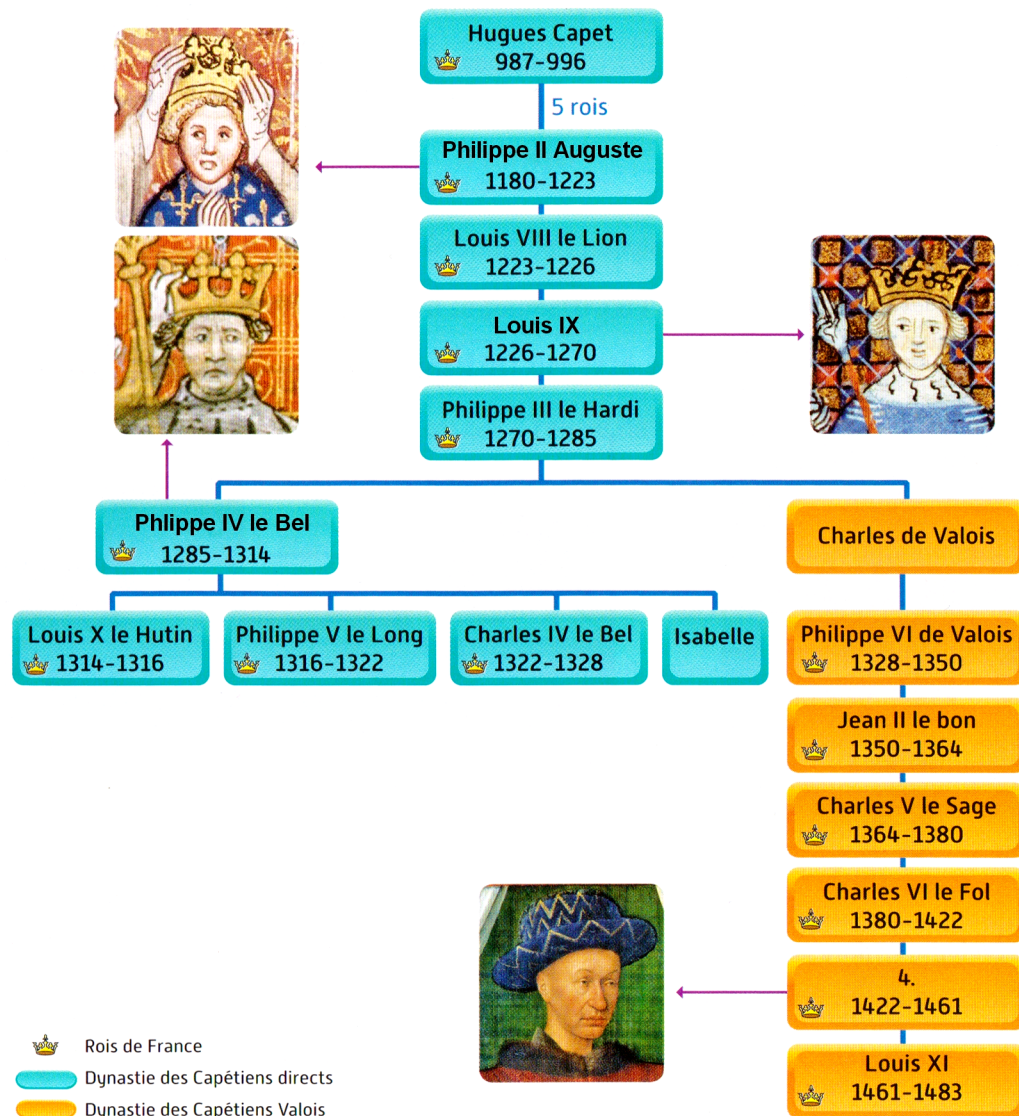 Hugues Capet
987-996
5 rois
Philippe II Auguste
1180-1223
Louis VIII le Lion
1223-1226
Louis IX
1226-1270
Philippe III le Hardi
1270-1285
Phlippe IV le Bel
1285-1314
Charles de Valois
Louis X le Hutin
1314-1316
Philippe V le Long
1316-1322
Charles IV le Bel
1322-1328
Isabelle
Philippe VI de Valois
1328-1350
Jean II le bon
1350-1364
Charles V le Sage
1364-1380
Charles VI le Fol
1380-1422
4.
1422-1461
Louis XI
1461-1483
Rois de France
Dynastie des Capétiens directs
Dynastie des Capétiens Valois